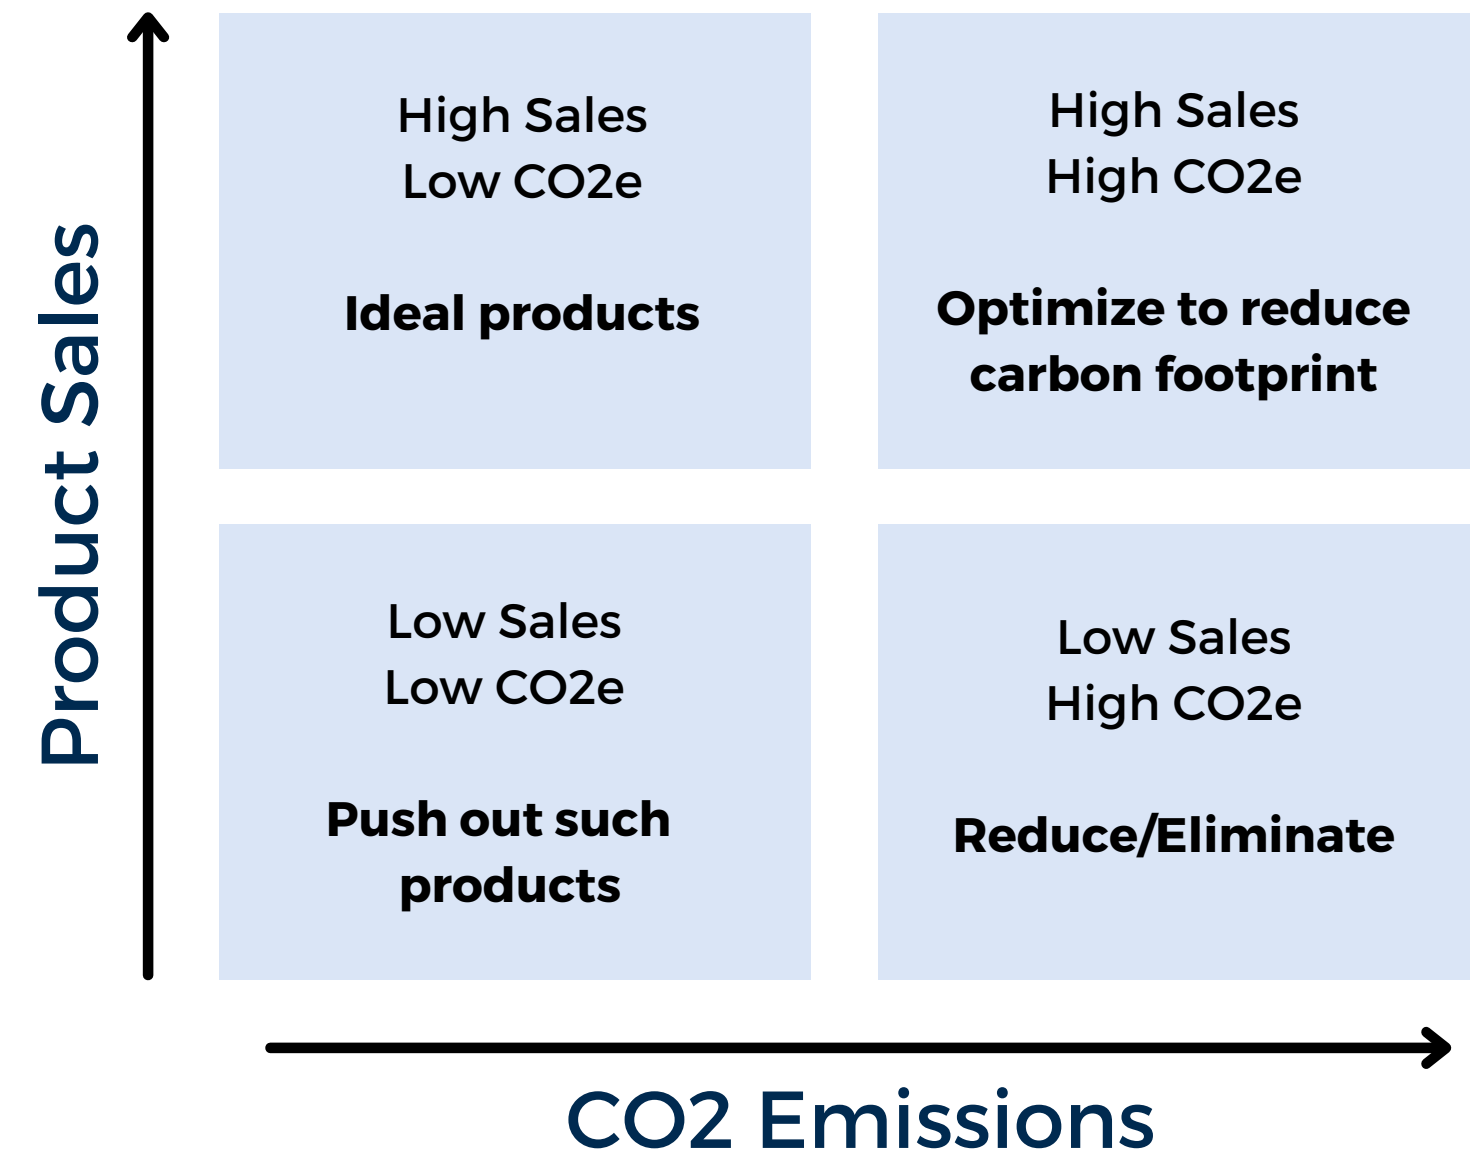 Product Sales
High Sales
Low CO2e
Ideal products
High Sales
High CO2e
Optimize to reduce
carbon footprint
Low Sales
Low CO2e
Push out such
products
Low Sales
High CO2e
Reduce/Eliminate
CO2 Emissions